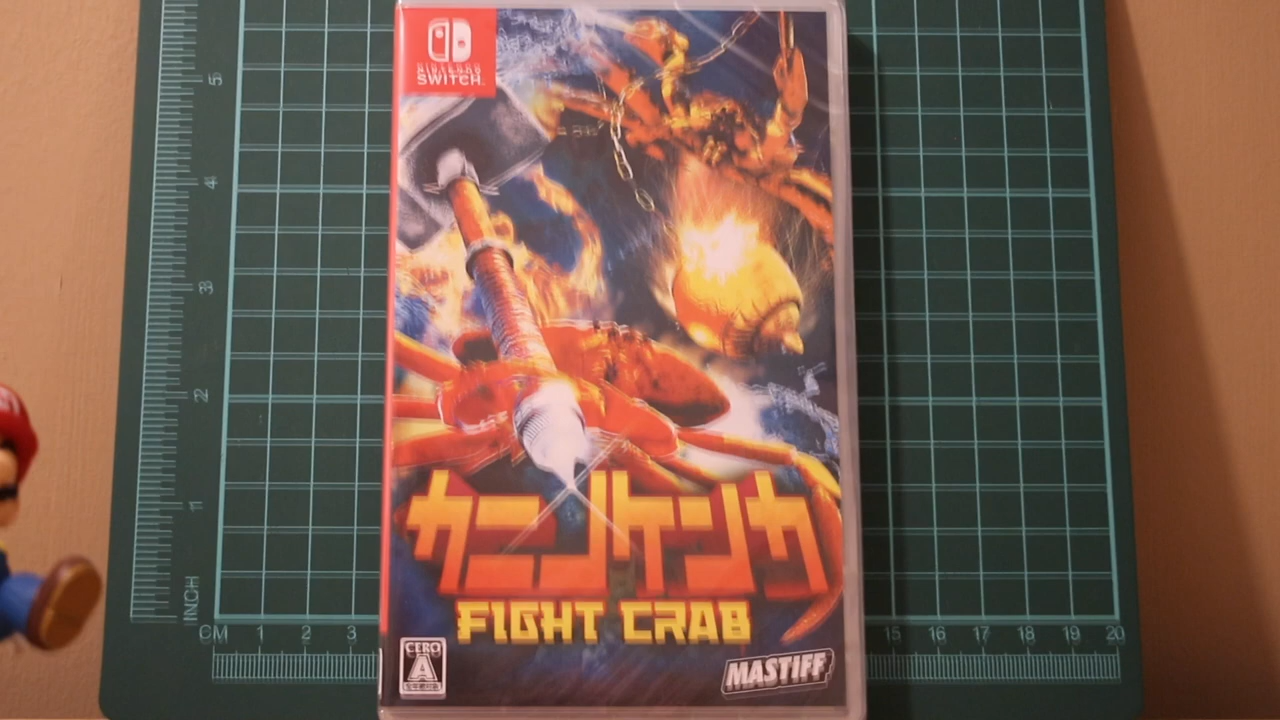 NINTENDO
SWITCH
カニノケンカ
FIGHT CRAB
CERO
A
MASTIFF
5
4
3
2
1
INCH
CM 1 2 3 15 16 17 18 19 20